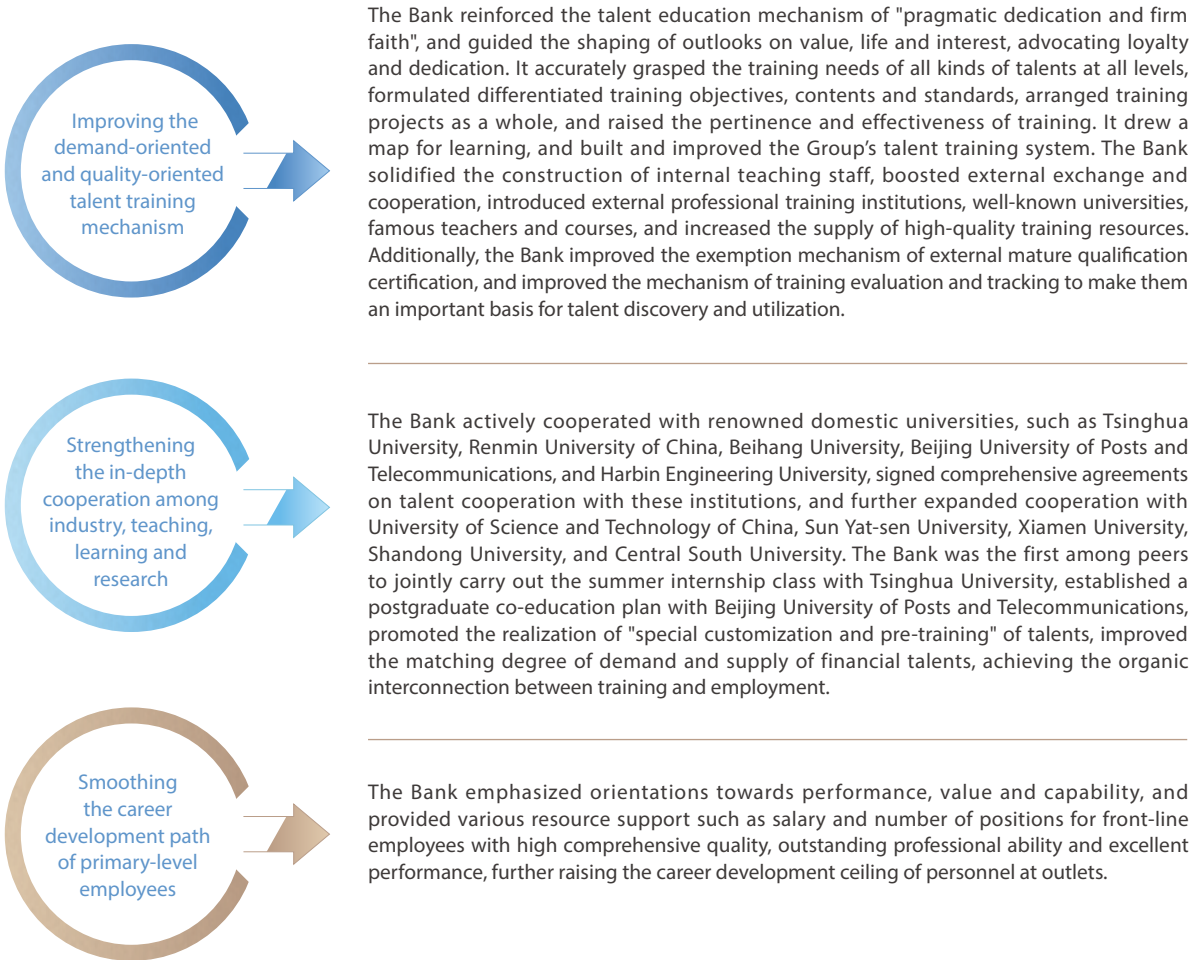 Improving the
demand-oriented
and quality-oriented
talent training
mechanism
The Bank reinforced the talent education mechanism of "pragmatic dedication and firm
faith", and guided the shaping of outlooks on value, life and interest, advocating loyalty
and dedication. It accurately grasped the training needs of all kinds of talents at all levels,
formulated differentiated training objectives, contents and standards, arranged training
projects as a whole, and raised the pertinence and effectiveness of training. It drew a
map for learning, and built and improved the Group's talent training system. The Bank
solidified the construction of internal teaching staff, boosted external exchange and
cooperation, introduced external professional training institutions, well-known universities,
famous teachers and courses, and increased the supply of high-quality training resources.
Additionally, the Bank improved the exemption mechanism of external mature qualification
certification, and improved the mechanism of training evaluation and tracking to make them
an important basis for talent discovery and utilization.
Strengthening
the in-depth
cooperation among
industry, teaching,
learning and
research
The Bank actively cooperated with renowned domestic universities, such as Tsinghua
University, Renmin University of China, Beihang University, Beijing University of Posts and
Telecommunications, and Harbin Engineering University, signed comprehensive agreements
on talent cooperation with these institutions, and further expanded cooperation with
University of Science and Technology of China, Sun Yat-sen University, Xiamen University,
Shandong University, and Central South University. The Bank was the first among peers
to jointly carry out the summer internship class with Tsinghua University, established a
postgraduate co-education plan with Beijing University of Posts and Telecommunications,
promoted the realization of "special customization and pre-training" of talents, improved
the matching degree of demand and supply of financial talents, achieving the organic
interconnection between training and employment.
Smoothing
the career
development path
of primary-level
employees
The Bank emphasized orientations towards performance, value and capability, and
provided various resource support such as salary and number of positions for front-line
employees with high comprehensive quality, outstanding professional ability and excellent
performance, further raising the career development ceiling of personnel at outlets.